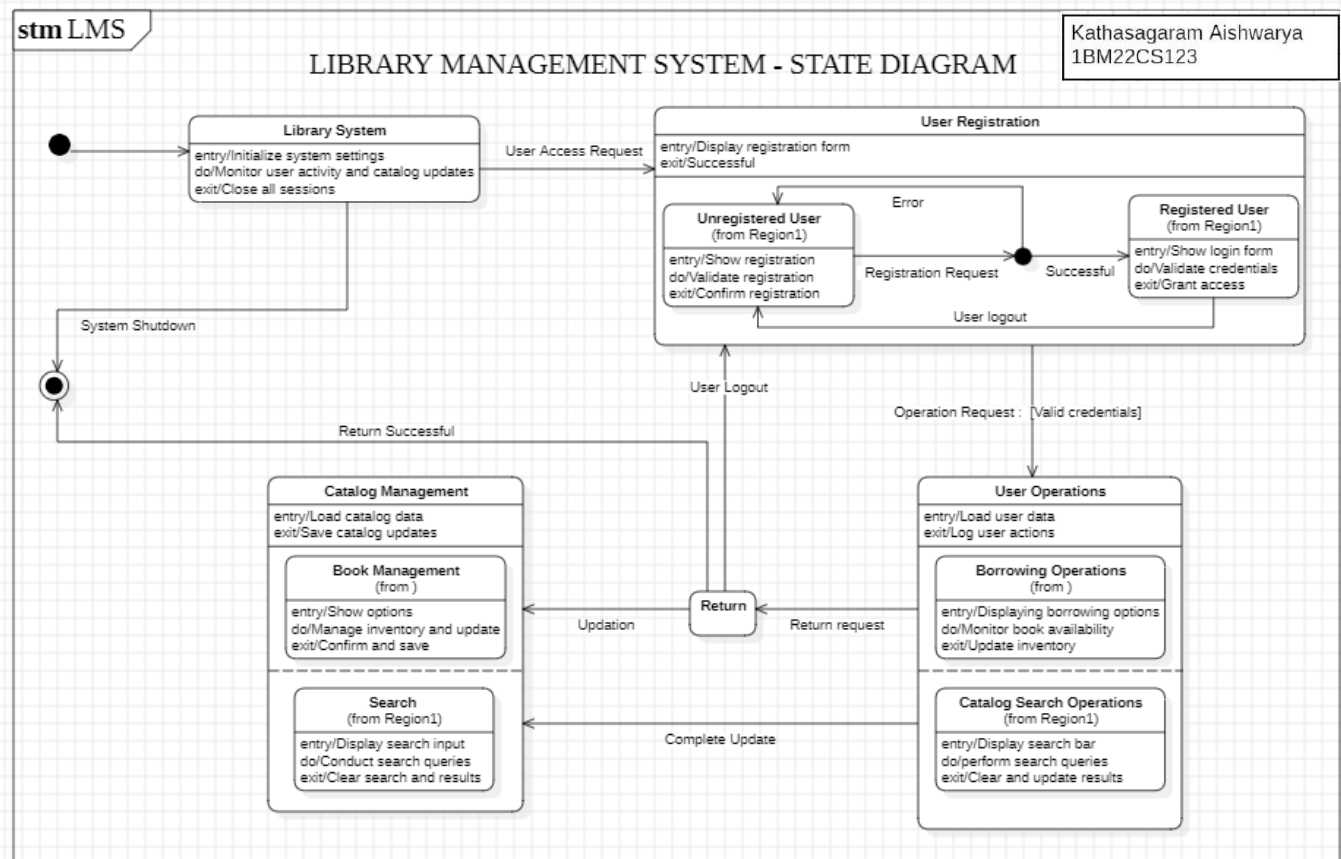 stm LMS
Kathasagaram Aishwarya
1BM22CS123
LIBRARY MANAGEMENT SYSTEM - STATE DIAGRAM
Library System
entry/Initialize system settings
do/Monitor user activity and catalog updates
exit/Close all sessions
User Access Request
User Registration
entry/Display registration form
exit/Successful
Unregistered User
(from Region1)
entry/Show registration
do/Validate registration
exit/Confirm registration
Error
Registration Request
Successful
Registered User
(from Region1)
entry/Show login form
do/Validate credentials
exit/Grant access
User logout
System Shutdown
User Logout
Operation Request : [Valid credentials]
Return Successful
Catalog Management
entry/Load catalog data
exit/Save catalog updates
Book Management
(from )
entry/Show options
do/Manage inventory and update
exit/Confirm and save
Search
(from Region1)
entry/Display search input
do/Conduct search queries
exit/Clear search and results
Updation
Return
Return request
Complete Update
User Operations
entry/Load user data
exit/Log user actions
Borrowing Operations
(from )
entry/Displaying borrowing options
do/Monitor book availability
exit/Update inventory
Catalog Search Operations
(from Region1)
entry/Display search bar
do/perform search queries
exit/Clear and update results